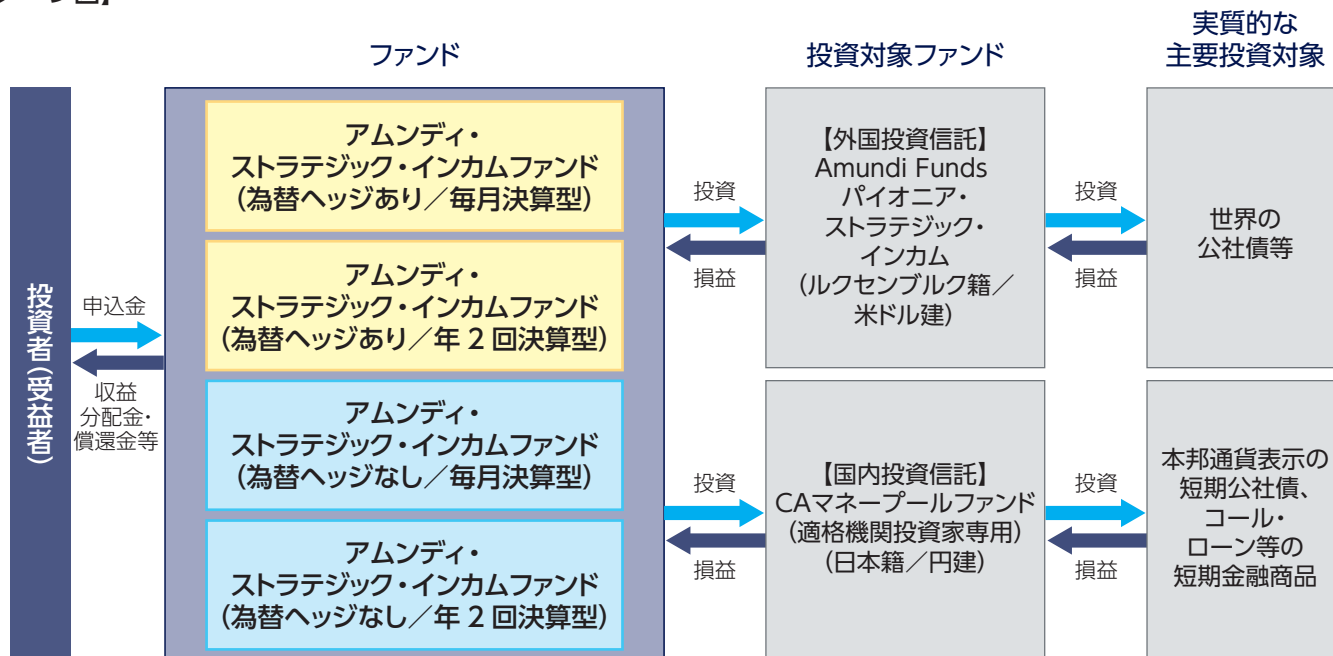 ファンド
投資対象ファンド
実質的な
主要投資対象
投資者(受益者)
申込金
収益
分配金・
償還金等
アムンディ・
ストラテジック・インカムファンド
(為替ヘッジあり/毎月決算型)
アムンディ・
ストラテジック・インカムファンド
(為替ヘッジあり/年 2 回決算型)
アムンディ・
ストラテジック・インカムファンド
(為替ヘッジなし/毎月決算型)
アムンディ・
ストラテジック・インカムファンド
(為替ヘッジなし/年 2 回決算型)
投資
損益
【外国投資信託】
Amundi Funds
パイオニア・
ストラテジック・
インカム
(ルクセンブルク籍/
米ドル建)
投資
損益
世界の
公社債等
投資
損益
【国内投資信託】
CAマネープールファンド
(適格機関投資家専用)
(日本籍/円建)
投資
損益
本邦通貨表示の
短期公社債、
コール・
ローン等の
短期金融商品